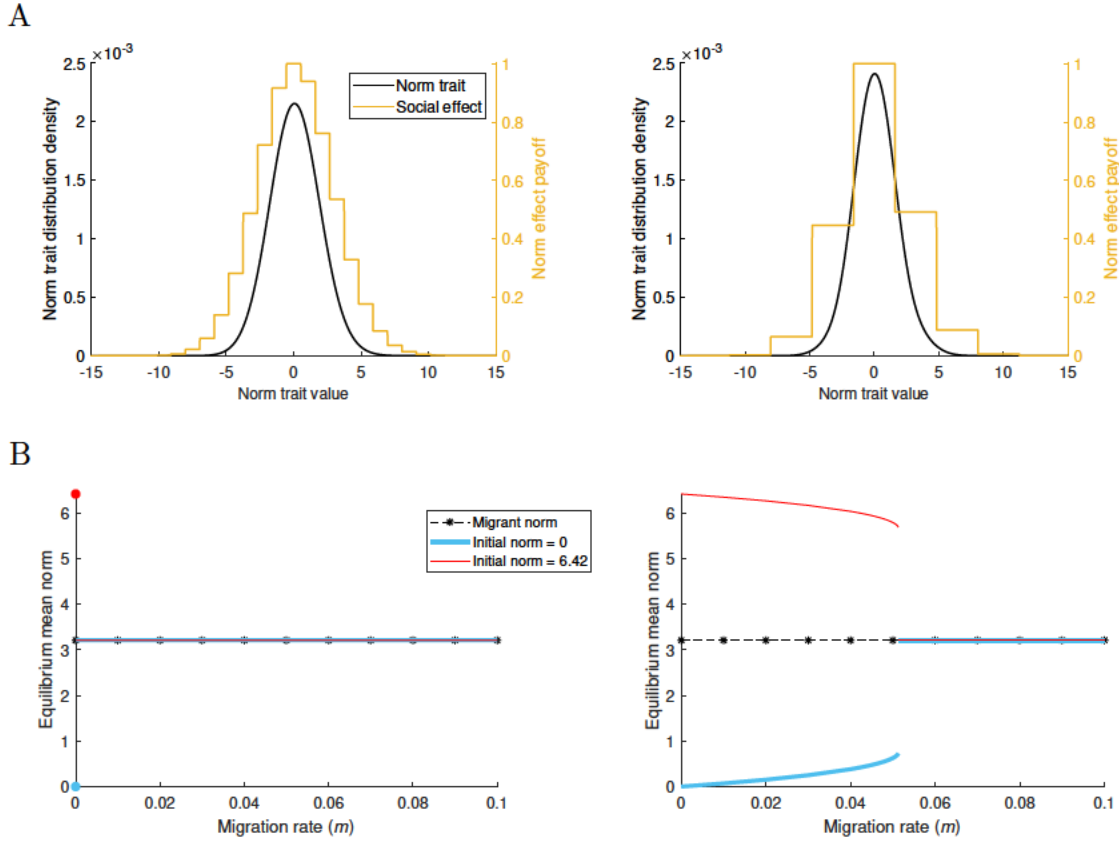 A
×10⁻³
2.5
2
1.5
1
0.5
0
-15 -10 -5 0 5 10 15
Norm trait value
Norm trait distribution density
1
0.8
0.6
0.4
0.2
0
Norm effect payoff
Norm trait
Social effect
×10⁻³
2.5
2
1.5
1
0.5
0
-15 -10 -5 0 5 10 15
Norm trait value
Norm trait distribution density
1
0.8
0.6
0.4
0.2
0
Norm effect payoff
B
6
5
4
3
2
1
0
0 0.02 0.04 0.06 0.08 0.1
Migration rate (m)
Equilibrium mean norm
Migrant norm
Initial norm = 0
Initial norm = 6.42
6
5
4
3
2
1
0
0 0.02 0.04 0.06 0.08 0.1
Migration rate (m)
Equilibrium mean norm